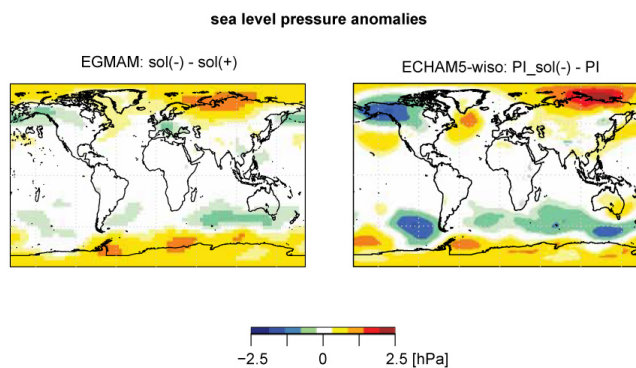 sea level pressure anomalies
EGMAM: sol(-) - sol(+)
ECHAM5-wiso: PI_sol(-) - PI
−2.5 0 2.5 [hPa]